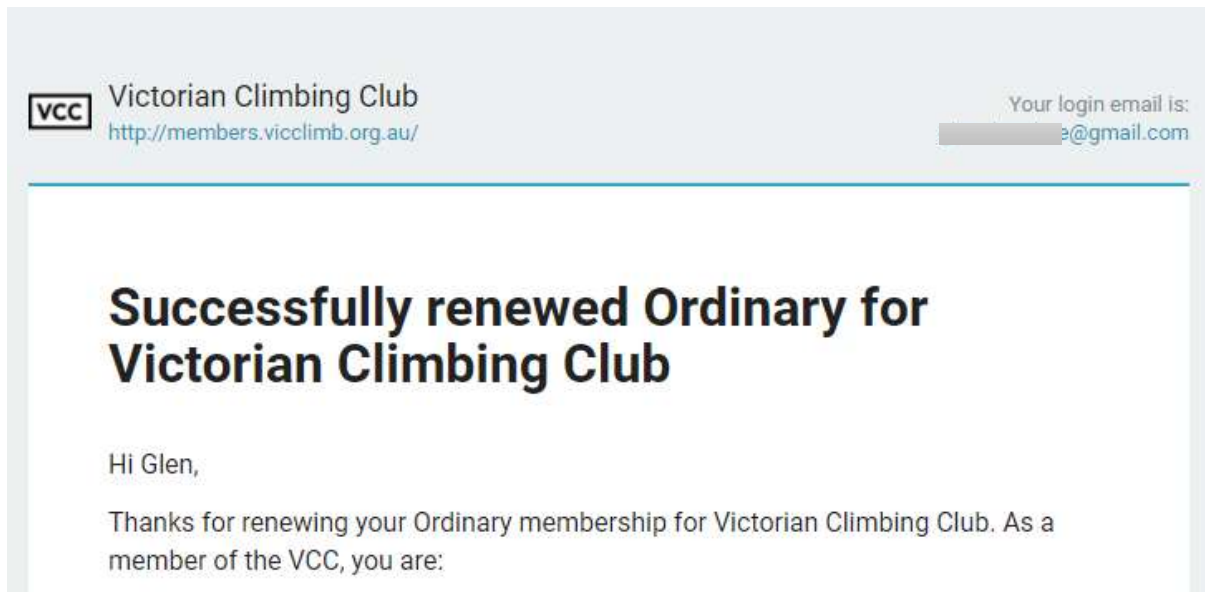 VCC
Victorian Climbing Club
http://members.vicclimb.org.au/
Your login email is:
e@gmail.com
Successfully renewed Ordinary for
Victorian Climbing Club
Hi Glen,
Thanks for renewing your Ordinary membership for Victorian Climbing Club. As a
member of the VCC, you are: